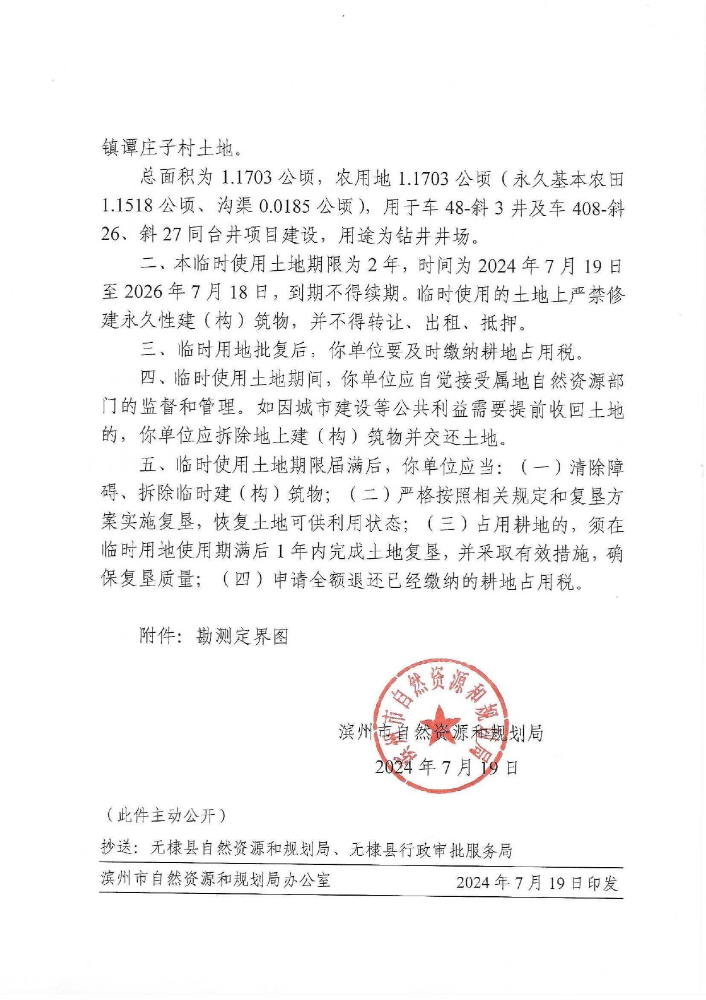 镇谭庄子村土地。
总面积为 1.1703 公顷，农用地 1.1703 公顷（永久基本农田
1.1518 公顷、沟渠 0.0185 公顷），用于车 48-斜 3 井及车 408-斜
26、斜 27 同台井项目建设，用途为钻井井场。
二、本临时使用土地期限为 2 年，时间为 2024 年 7 月 19 日
至 2026 年 7 月 18 日，到期不得续期。临时使用的土地上严禁修
建永久性建（构）筑物，并不得转让、出租、抵押。
三、临时用地批复后，你单位要及时缴纳耕地占用税。
四、临时使用土地期间，你单位应自觉接受属地自然资源部
门的监督和管理。如因城市建设等公共利益需要提前收回土地
的，你单位应拆除地上建（构）筑物并交还土地。
五、临时使用土地期限届满后，你单位应当：（一）清除障
碍、拆除临时建（构）筑物；（二）严格按照相关规定和复垦方
案实施复垦，恢复土地可供利用状态；（三）占用耕地的，须在
临时用地使用期满后 1 年内完成土地复垦，并采取有效措施，确
保复垦质量；（四）申请全额退还已经缴纳的耕地占用税。
附件：勘测定界图
滨州市自然资源和规划局
滨州市自然资源和规划局
2024 年 7 月 19 日
（此件主动公开）
抄送：无棣县自然资源和规划局、无棣县行政审批服务局
滨州市自然资源和规划局办公室 2024 年 7 月 19 日印发